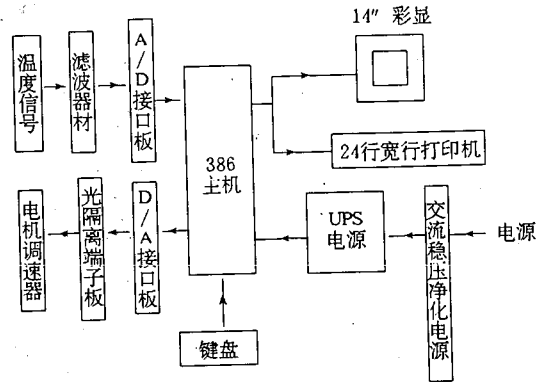 14″ 彩显
温度信号
滤波器材
A/D接口板
386
主机
24行宽行打印机
电机调速器
光隔离端子板
D/A接口板
UPS
电源
交流稳压净化电源
电源
键盘